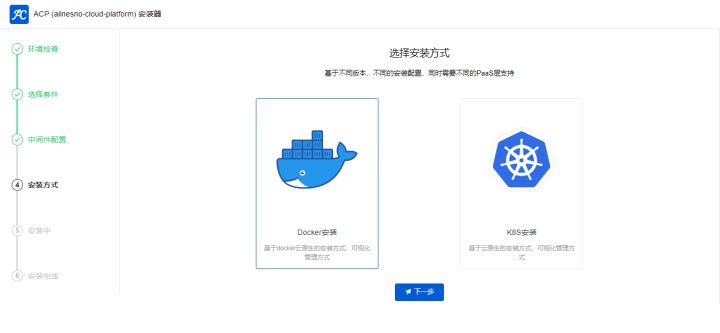 ACP (alinesno-cloud-platform) 安装器
环境检查
选择套件
中间件配置
4 安装方式
5 安装中
6 安装完成
选择安装方式
基于不同版本，不同的安装配置，同时需要不同的PaaS层支持
Docker安装
基于docker云原生的安装方式，可视化
管理方式
K8S安装
基于云原生的安装方式，可视化管理方
式
下一步